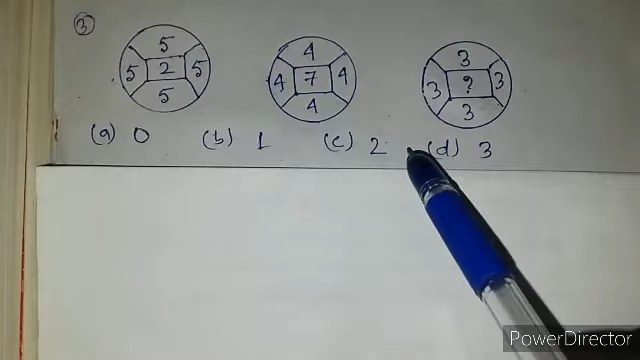 ③
5 4 3
5 2 5 4 7 4 3 ? 3
5 4 3
(a) 0 (b) 1 (c) 2 (d) 3
PowerDirector